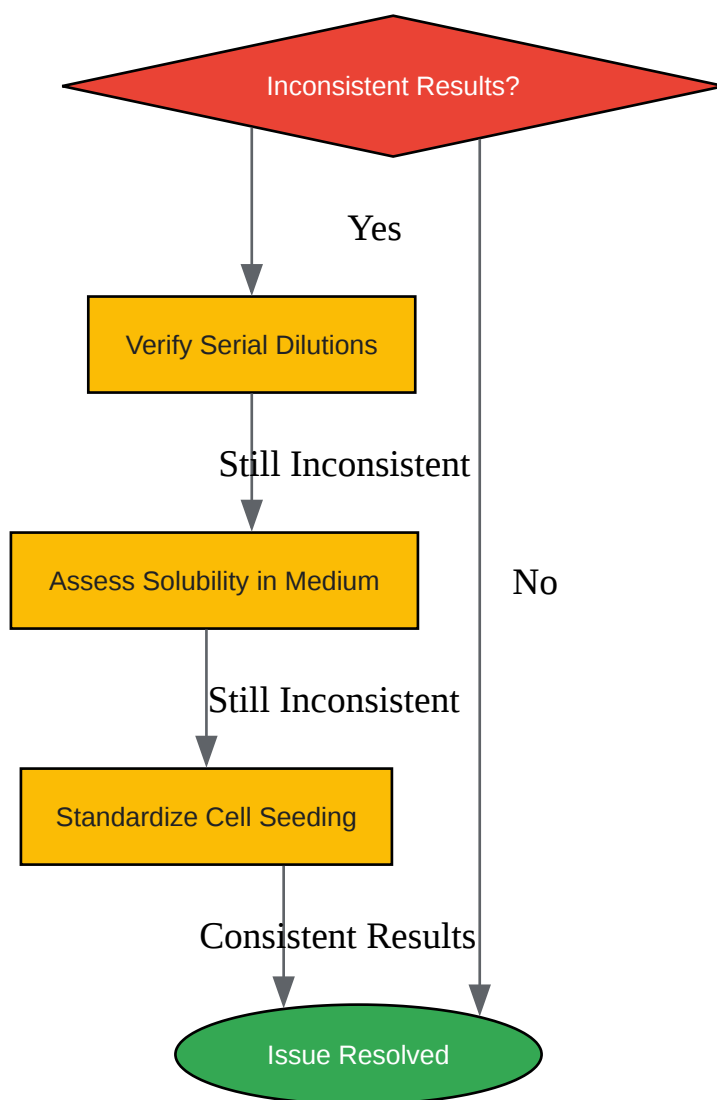 Inconsistent Results?
Yes
Verify Serial Dilutions
Still Inconsistent
Assess Solubility in Medium
No
Still Inconsistent
Standardize Cell Seeding
Consistent Results
Issue Resolved